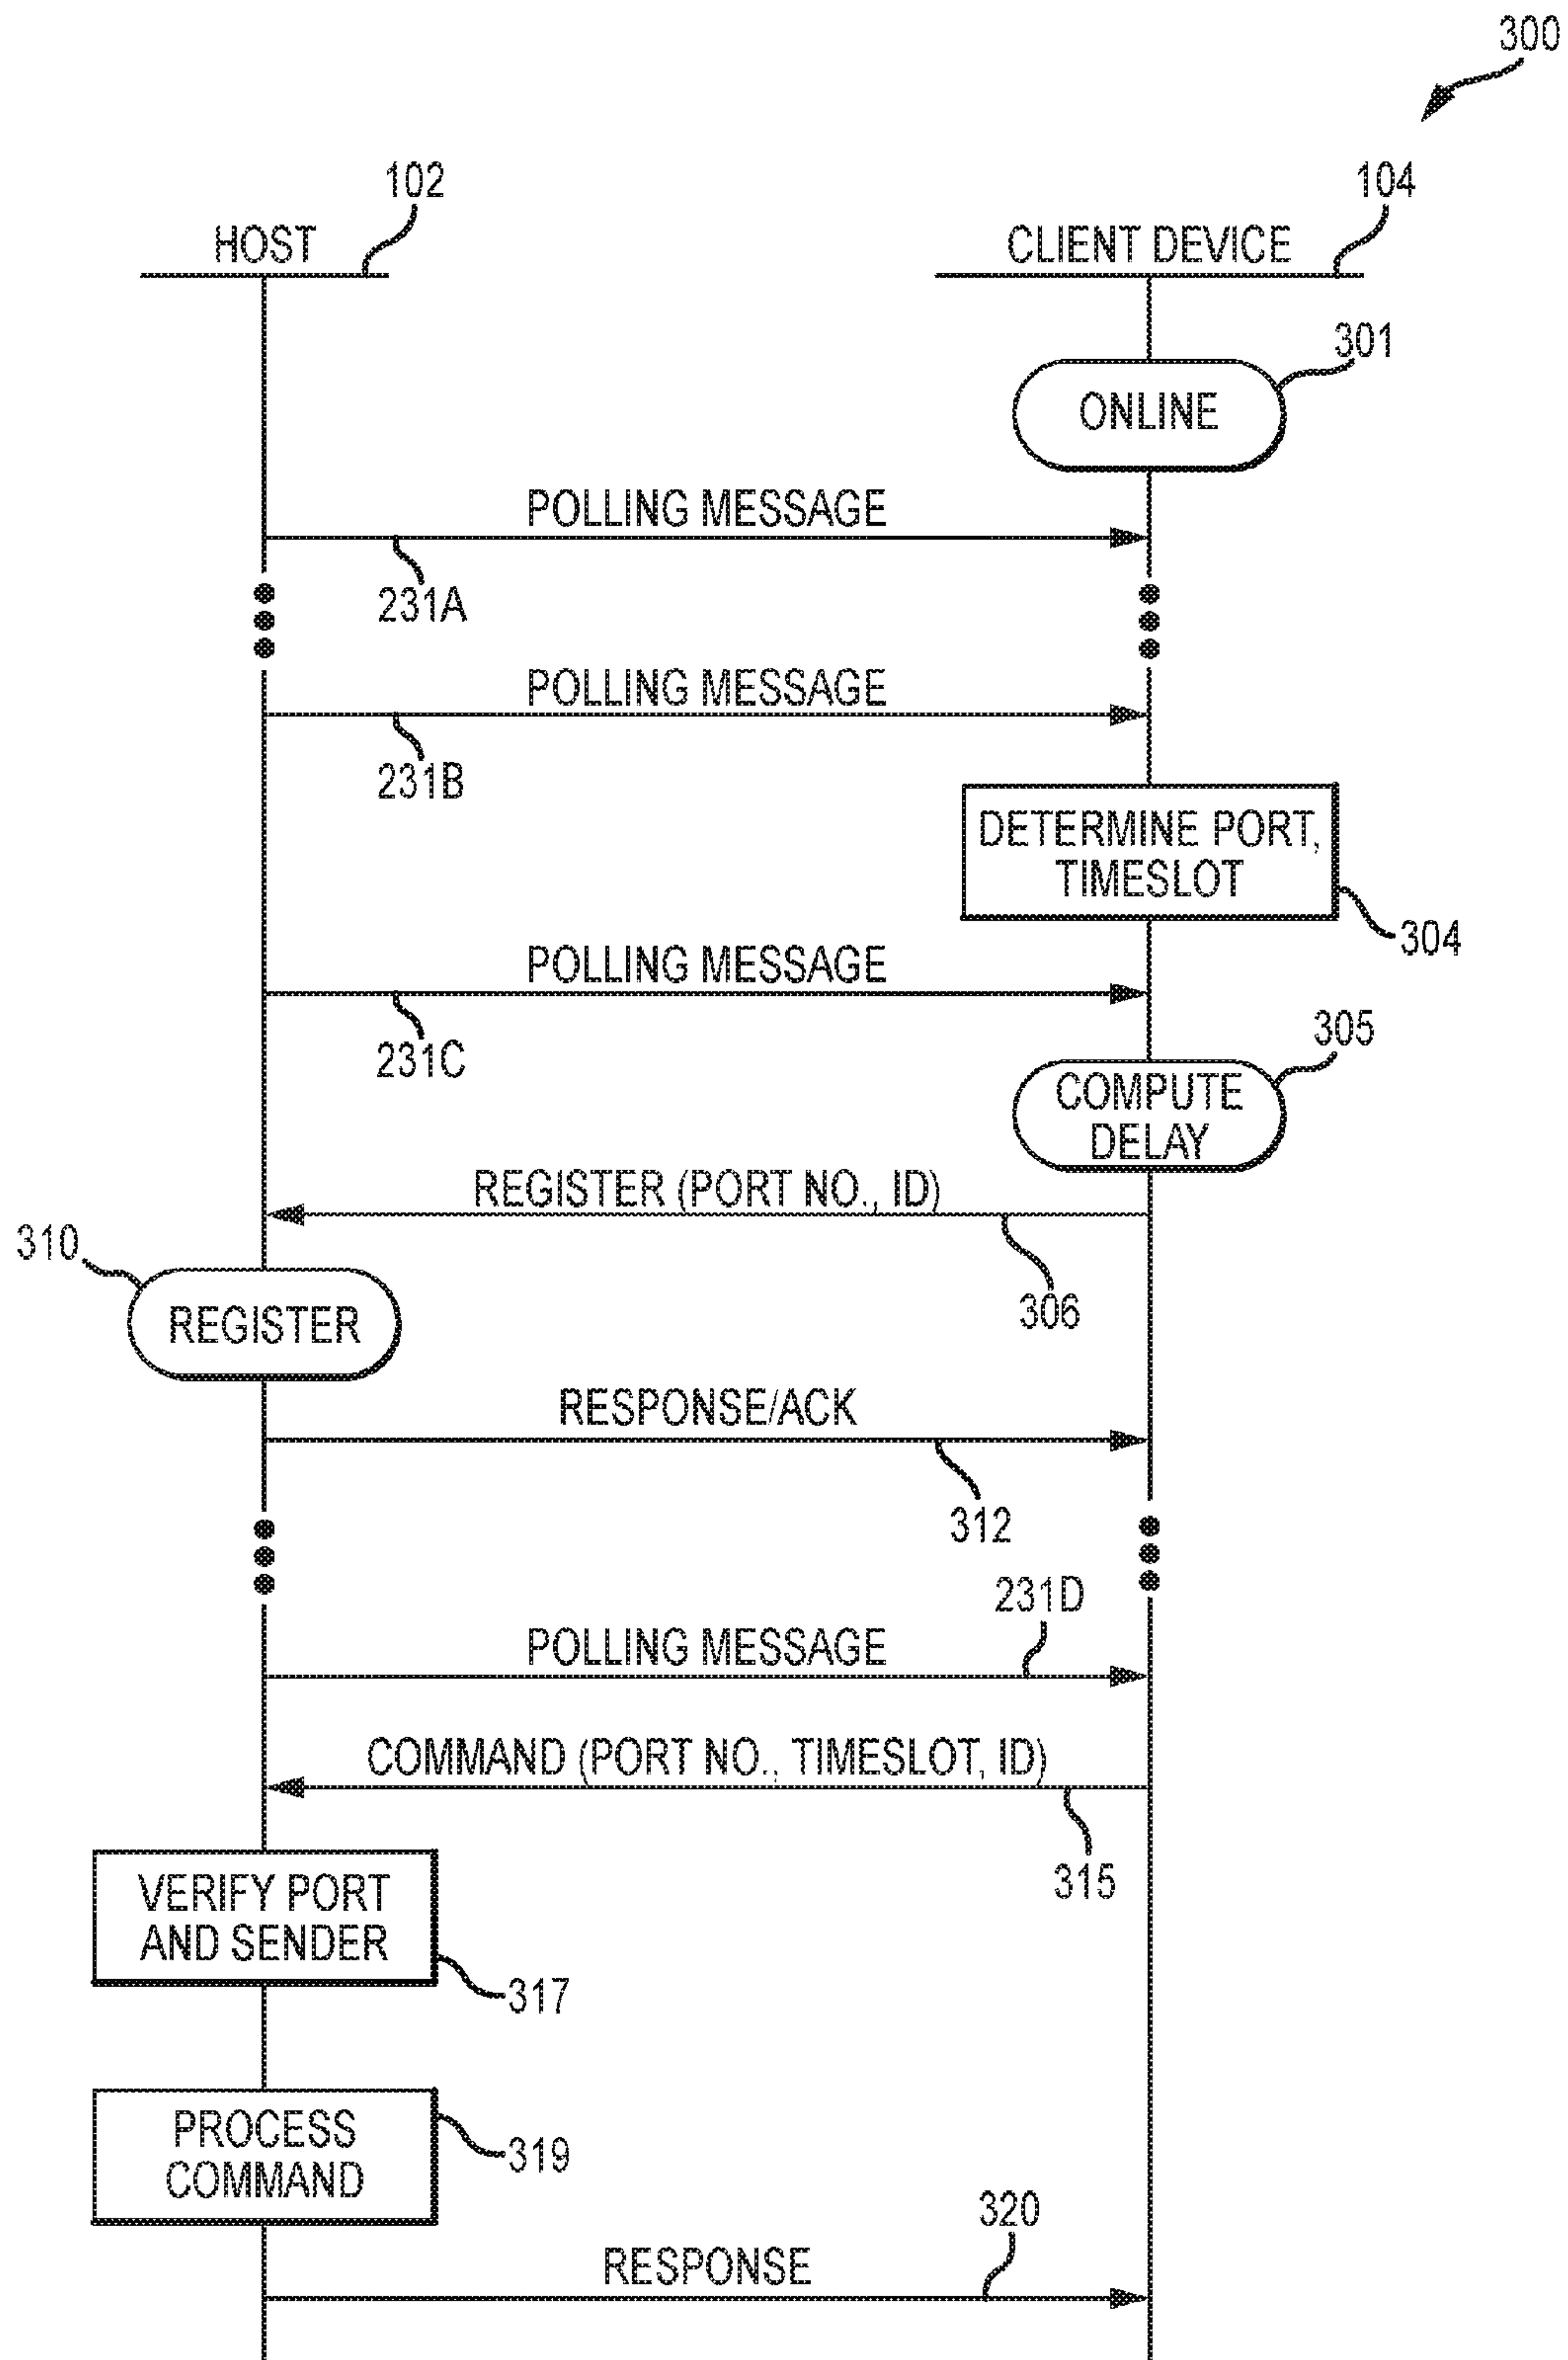 300
102
104
HOST
CLIENT DEVICE
301
ONLINE
POLLING MESSAGE
231A
POLLING MESSAGE
231B
DETERMINE PORT,
TIMESLOT
304
POLLING MESSAGE
231C
305
COMPUTE
DELAY
REGISTER (PORT NO., ID)
306
310
REGISTER
RESPONSE/ACK
312
231D
POLLING MESSAGE
COMMAND (PORT NO., TIMESLOT, ID)
315
VERIFY PORT
AND SENDER
317
PROCESS
COMMAND
319
320
RESPONSE